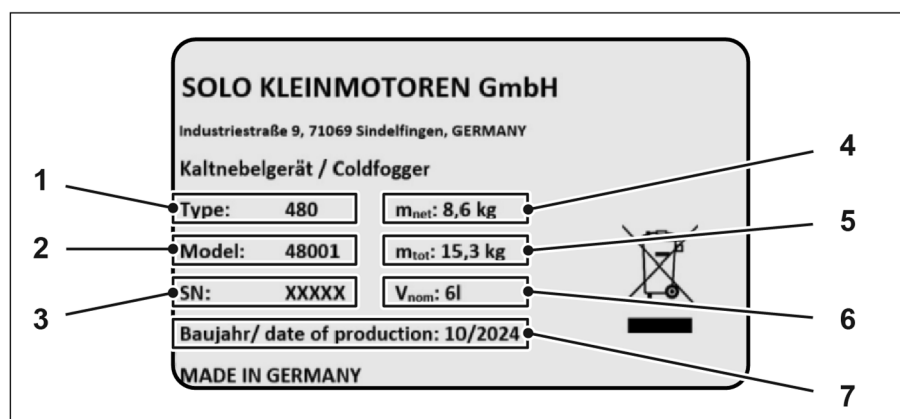 SOLO KLEINMOTOREN GmbH
Industriestraße 9, 71069 Sindelfingen, GERMANY
Kaltnebelgerät / Coldfogger
1 Type: 480 mnet: 8,6 kg 4
2 Model: 48001 mtot: 15,3 kg 5
3 SN: XXXXX Vnom: 6l 6
Baujahr/ date of production: 10/2024 7
MADE IN GERMANY